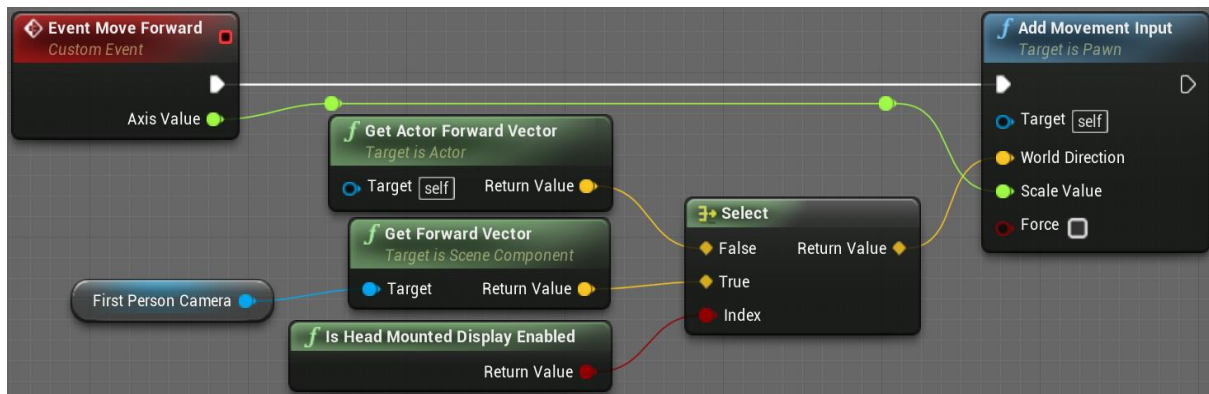 Event Move Forward
Custom Event
Axis Value
Get Actor Forward Vector
Target is Actor
Target self Return Value
Get Forward Vector
Target is Scene Component
Target Return Value
First Person Camera
Is Head Mounted Display Enabled
Return Value
Select
False Return Value
True
Index
Add Movement Input
Target is Pawn
Target self
World Direction
Scale Value
Force